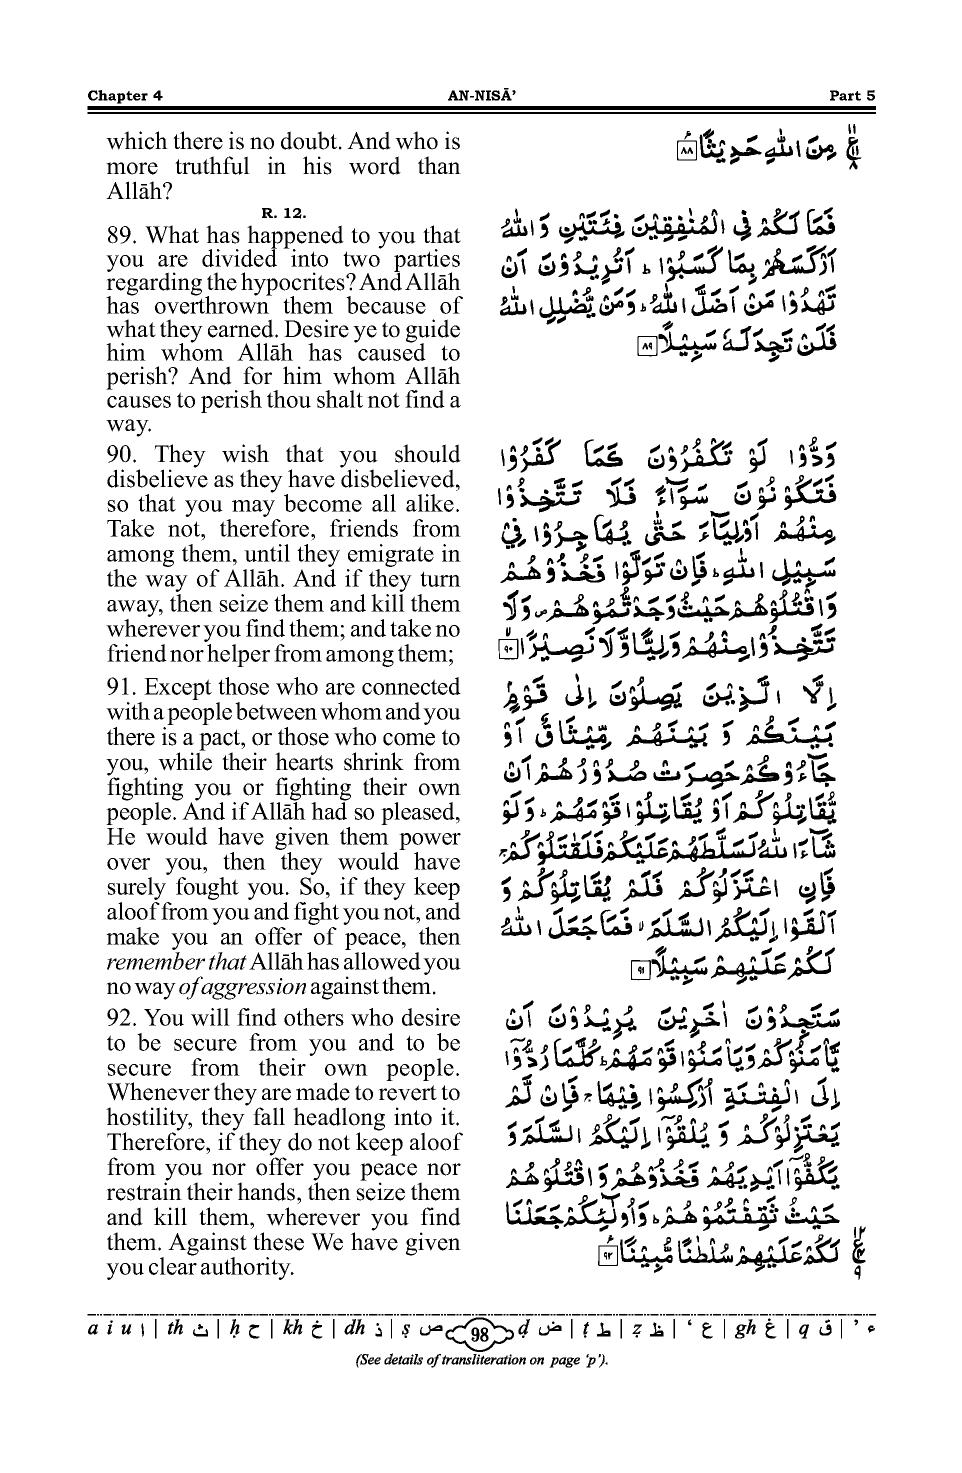 Chapter 4 AN-NISĀ’ Part 5
which there is no doubt. And who is
more truthful in his word than
Allāh?
R. 12.
89. What has happened to you that
you are divided into two parties
regarding the hypocrites? And Allāh
has overthrown them because of
what they earned. Desire ye to guide
him whom Allāh has caused to
perish? And for him whom Allāh
causes to perish thou shalt not find a
way.
90. They wish that you should
disbelieve as they have disbelieved,
so that you may become all alike.
Take not, therefore, friends from
among them, until they emigrate in
the way of Allāh. And if they turn
away, then seize them and kill them
wherever you find them; and take no
friend nor helper from among them;
91. Except those who are connected
with a people between whom and you
there is a pact, or those who come to
you, while their hearts shrink from
fighting you or fighting their own
people. And if Allāh had so pleased,
He would have given them power
over you, then they would have
surely fought you. So, if they keep
aloof from you and fight you not, and
make you an offer of peace, then
remember that Allāh has allowed you
no way of aggression against them.
92. You will find others who desire
to be secure from you and to be
secure from their own people.
Whenever they are made to revert to
hostility, they fall headlong into it.
Therefore, if they do not keep aloof
from you nor offer you peace nor
restrain their hands, then seize them
and kill them, wherever you find
them. Against these We have given
you clear authority.
مِنَ اللّٰهِ حَدِيْثًا ۸۸
فَمَا لَكُمْ فِي الْمُنٰفِقِيْنَ فِئَتَيْنِ وَ اللّٰهُ
اَرْكَسَهُمْ بِمَا كَسَبُوْا ؕ اَتُرِيْدُوْنَ اَنْ
تَهْدُوْا مَنْ اَضَلَّ اللّٰهُ ؕ وَمَنْ يُّضْلِلِ اللّٰهُ
فَلَنْ تَجِدَ لَهٗ سَبِيْلًا ۸۹
وَدُّوْا لَوْ تَكْفُرُوْنَ كَمَا كَفَرُوْا
فَتَكُوْنُوْنَ سَوَآءً فَلَا تَتَّخِذُوْا
مِنْهُمْ اَوْلِيَآءَ حَتّٰى يُهَاجِرُوْا فِيْ
سَبِيْلِ اللّٰهِ ؕ فَاِنْ تَوَلَّوْا فَخُذُوْهُمْ
وَاقْتُلُوْهُمْ حَيْثُ وَجَدْتُّمُوْهُمْ ۪ وَلَا
تَتَّخِذُوْا مِنْهُمْ وَلِيًّا وَّلَا نَصِيْرًا ۹۰
اِلَّا الَّذِيْنَ يَصِلُوْنَ اِلٰى قَوْمٍۭ
بَيْنَكُمْ وَ بَيْنَهُمْ مِّيْثَاقٌ اَوْ
جَآءُوْكُمْ حَصِرَتْ صُدُوْرُهُمْ اَنْ
يُّقَاتِلُوْكُمْ اَوْ يُقَاتِلُوْا قَوْمَهُمْ ؕ وَلَوْ
شَآءَ اللّٰهُ لَسَلَّطَهُمْ عَلَيْكُمْ فَلَقٰتَلُوْكُمْ ۚ
فَاِنِ اعْتَزَلُوْكُمْ فَلَمْ يُقَاتِلُوْكُمْ وَ
اَلْقَوْا اِلَيْكُمُ السَّلَمَ ۙ فَمَا جَعَلَ اللّٰهُ
لَكُمْ عَلَيْهِمْ سَبِيْلًا ۹۱
سَتَجِدُوْنَ اٰخَرِيْنَ يُرِيْدُوْنَ اَنْ
يَّاْمَنُوْكُمْ وَيَاْمَنُوْا قَوْمَهُمْ ؕ كُلَّمَا رُدُّوْٓا
اِلَى الْفِتْنَةِ اُرْكِسُوْا فِيْهَا ۚ فَاِنْ لَّمْ
يَعْتَزِلُوْكُمْ وَ يُلْقُوْٓا اِلَيْكُمُ السَّلَمَ وَ
يَكُفُّوْٓا اَيْدِيَهُمْ فَخُذُوْهُمْ وَاقْتُلُوْهُمْ
حَيْثُ ثَقِفْتُمُوْهُمْ ؕ وَاُولٰٓئِكُمْ جَعَلْنَا
لَكُمْ عَلَيْهِمْ سُلْطٰنًا مُّبِيْنًا ۹۲
a i u ا | th ث | ḥ ح | kh خ | dh ذ | ṣ ص 98 ḍ ض | ṭ ط | ẓ ظ | ‘ ع | gh غ | q ق | ’ ء
(See details of transliteration on page ‘p’).